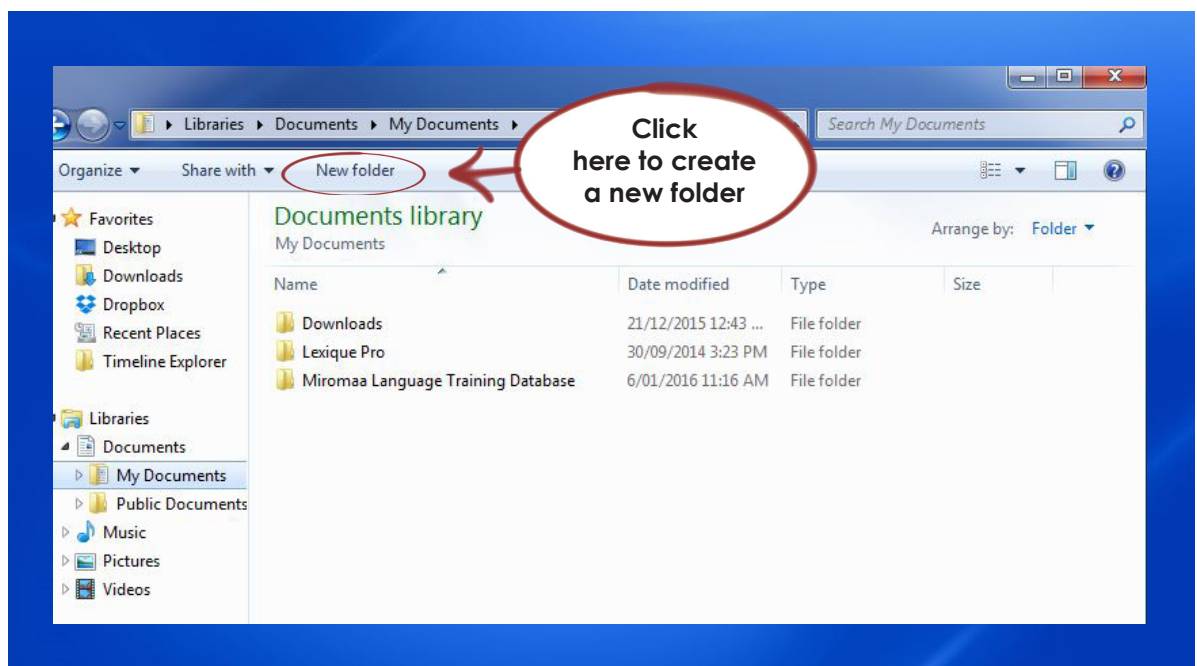 Libraries Documents My Documents
Search My Documents
Click
here to create
a new folder
Organize Share with New folder
Documents library
My Documents
Arrange by: Folder
Name Date modified Type Size
Downloads 21/12/2015 12:43 ... File folder
Lexique Pro 30/09/2014 3:23 PM File folder
Miromaa Language Training Database 6/01/2016 11:16 AM File folder
Favorites
Desktop
Downloads
Dropbox
Recent Places
Timeline Explorer
Libraries
Documents
My Documents
Public Documents
Music
Pictures
Videos